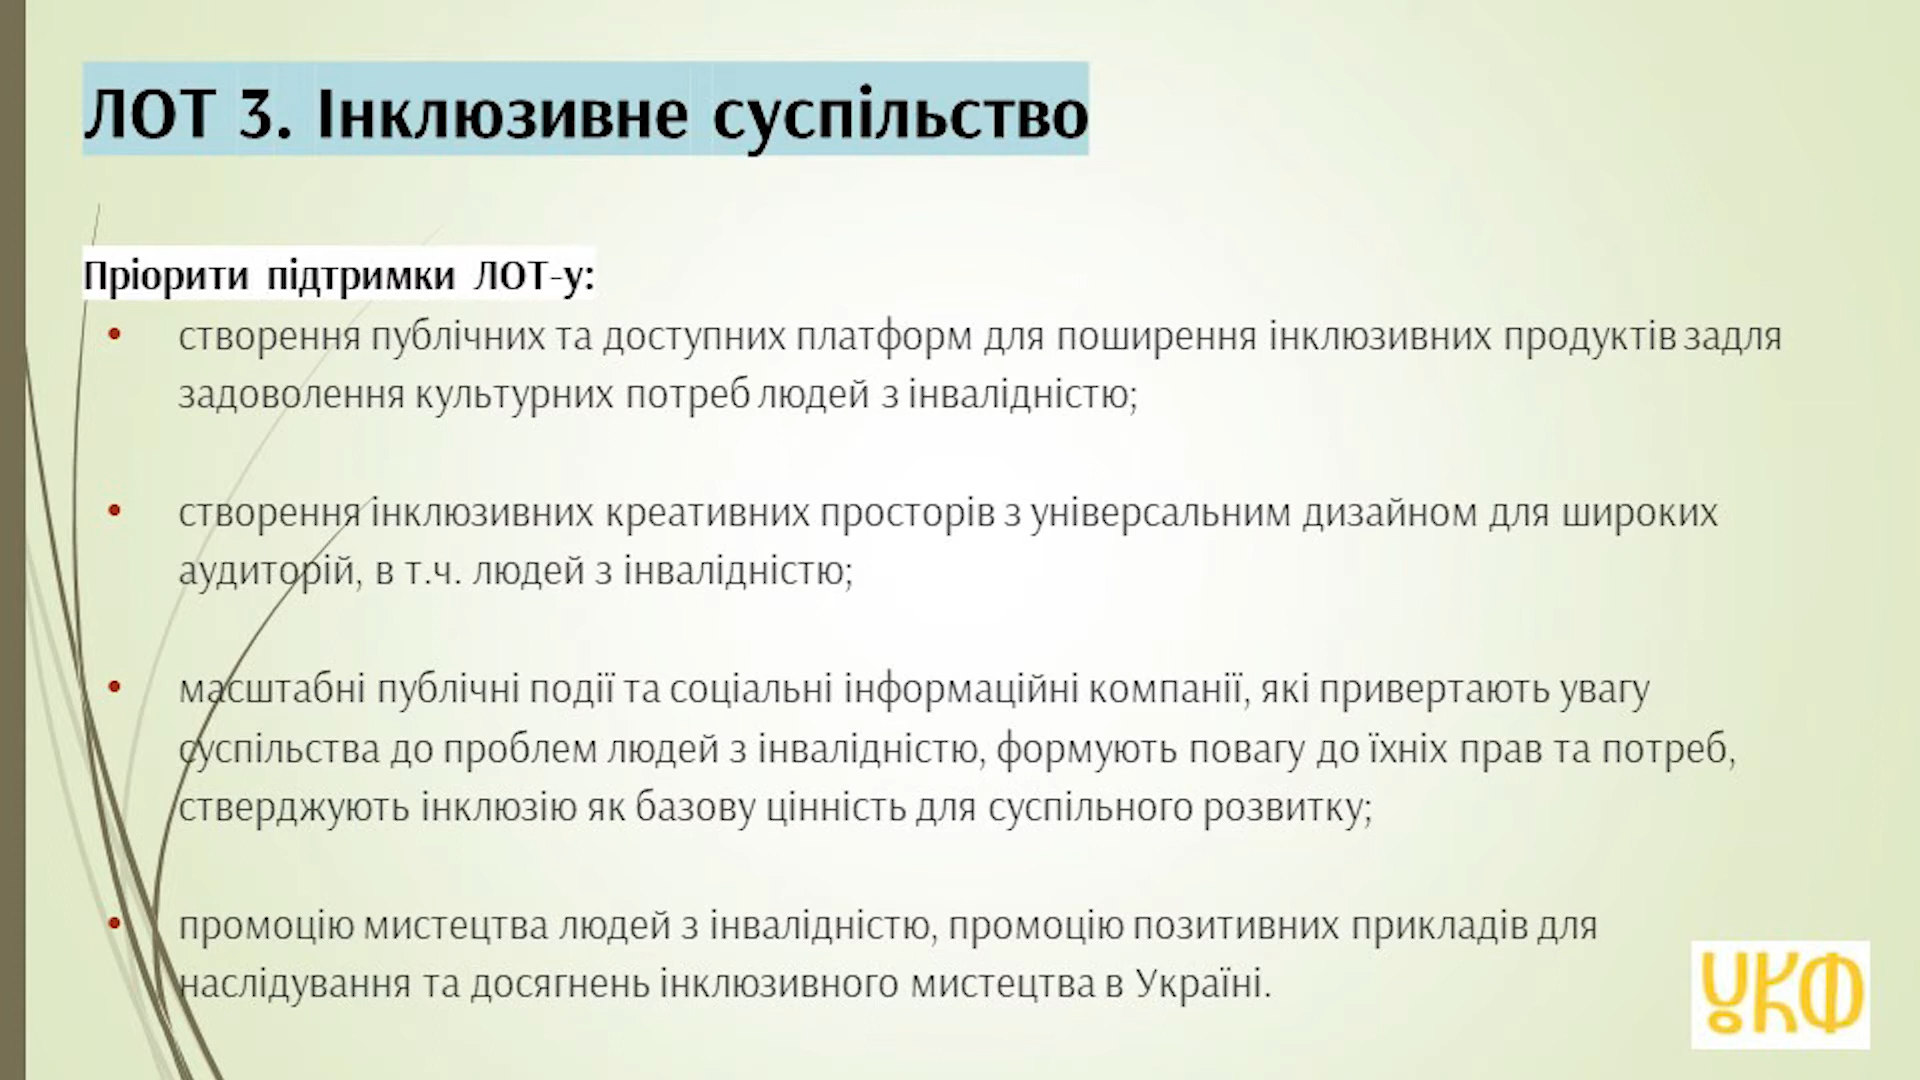 ЛОТ 3. Інклюзивне суспільство
Пріорити підтримки ЛОТ-у:
• створення публічних та доступних платформ для поширення інклюзивних продуктів задля
задоволення культурних потреб людей з інвалідністю;
• створення інклюзивних креативних просторів з універсальним дизайном для широких
аудиторій, в т.ч. людей з інвалідністю;
• масштабні публічні події та соціальні інформаційні компанії, які привертають увагу
суспільства до проблем людей з інвалідністю, формують повагу до їхніх прав та потреб,
стверджують інклюзію як базову цінність для суспільного розвитку;
• промоцію мистецтва людей з інвалідністю, промоцію позитивних прикладів для
наслідування та досягнень інклюзивного мистецтва в Україні.
УКФ